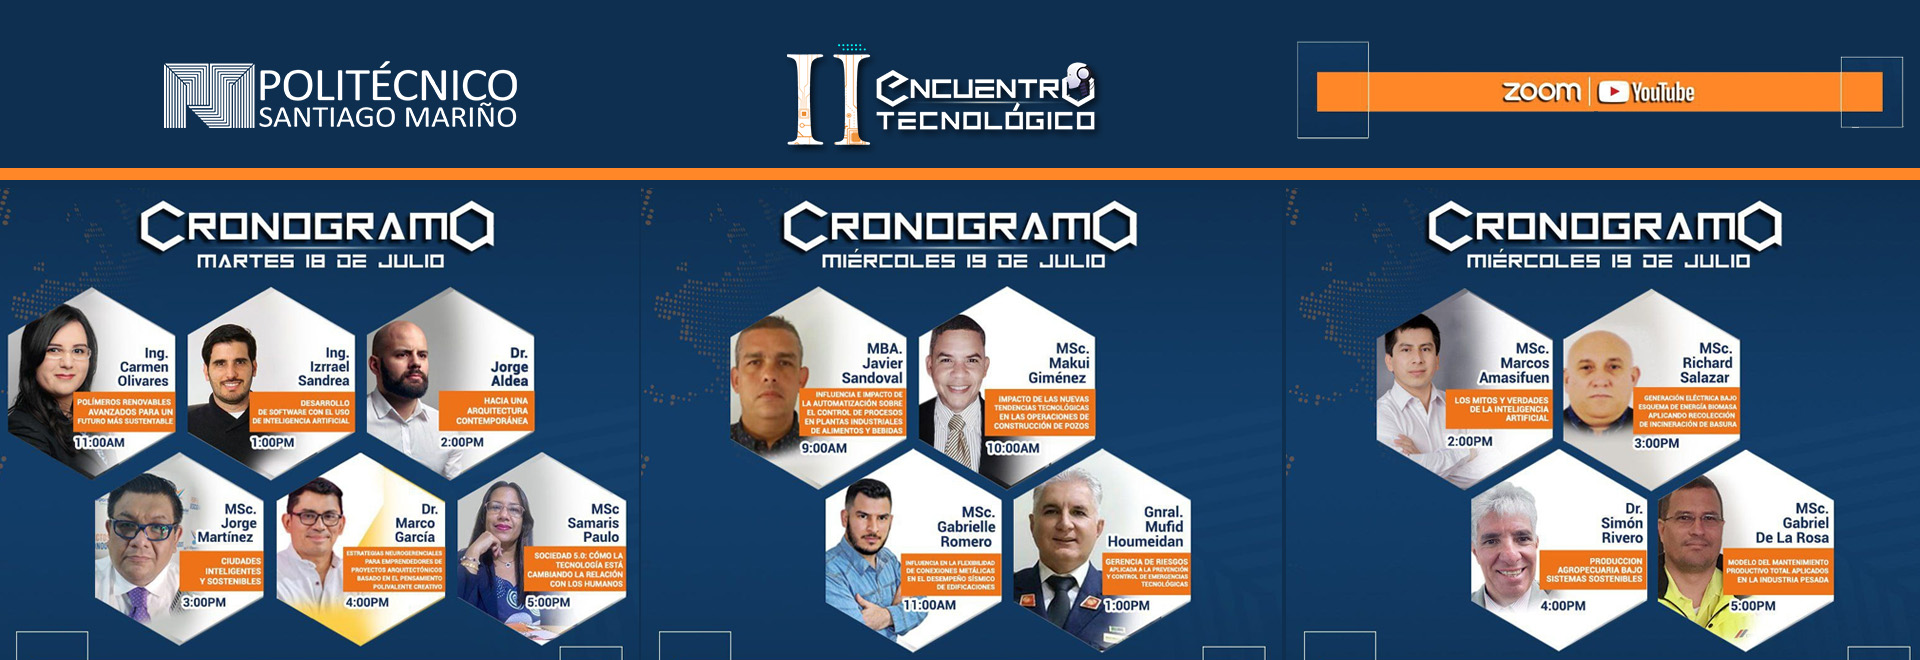 POLITÉCNICO
SANTIAGO MARIÑO
II ENCUENTRO
TECNOLÓGICO
zoom | YouTube
CRONOGRAMA
MARTES 18 DE JULIO
Ing.
Carmen
Olivares
POLÍMEROS RENOVABLES
AVANZADOS PARA UN
FUTURO MÁS SUSTENTABLE
11:00AM
Ing.
Izrrael
Sandrea
DESARROLLO
DE SOFTWARE CON EL USO
DE INTELIGENCIA ARTIFICIAL
1:00PM
Dr.
Jorge
Aldea
HACIA UNA
ARQUITECTURA
CONTEMPORÁNEA
2:00PM
MSc.
Jorge
Martínez
CIUDADES
INTELIGENTES
Y SOSTENIBLES
3:00PM
Dr.
Marco
García
ESTRATEGIAS NEUROGERENCIALES
PARA EMPRENDEDORES DE
PROYECTOS ARQUITECTÓNICOS
BASADO EN EL PENSAMIENTO
POLIVALENTE CREATIVO
4:00PM
MSc
Samaris
Paulo
SOCIEDAD 5.0: CÓMO LA
TECNOLOGÍA ESTÁ
CAMBIANDO LA RELACIÓN
CON LOS HUMANOS
5:00PM
CRONOGRAMA
MIÉRCOLES 19 DE JULIO
MBA.
Javier
Sandoval
INFLUENCIA E IMPACTO DE
LA AUTOMATIZACIÓN SOBRE
EL CONTROL DE PROCESOS
EN PLANTAS INDUSTRIALES
DE ALIMENTOS Y BEBIDAS
9:00AM
MSc.
Makui
Giménez
IMPACTO DE LAS NUEVAS
TENDENCIAS TECNOLÓGICAS
EN LAS OPERACIONES DE
CONSTRUCCIÓN DE POZOS
10:00AM
MSc.
Gabrielle
Romero
INFLUENCIA EN LA FLEXIBILIDAD
DE CONEXIONES METÁLICAS
EN EL DESEMPEÑO SÍSMICO
DE EDIFICACIONES
11:00AM
Gnral.
Mufid
Houmeidan
GERENCIA DE RIESGOS
APLICADA A LA PREVENCIÓN
Y CONTROL DE EMERGENCIAS
TECNOLÓGICAS
1:00PM
CRONOGRAMA
MIÉRCOLES 19 DE JULIO
MSc.
Marcos
Amasifuen
LOS MITOS Y VERDADES
DE LA INTELIGENCIA
ARTIFICIAL
2:00PM
MSc.
Richard
Salazar
GENERACIÓN ELÉCTRICA BAJO
ESQUEMA DE ENERGÍA BIOMASA
APLICANDO RECOLECCIÓN
DE INCINERACIÓN DE BASURA
3:00PM
Dr.
Simón
Rivero
PRODUCCION
AGROPECUARIA BAJO
SISTEMAS SOSTENIBLES
4:00PM
MSc.
Gabriel
De La Rosa
MODELO DEL MANTENIMIENTO
PRODUCTIVO TOTAL APLICADOS
EN LA INDUSTRIA PESADA
5:00PM